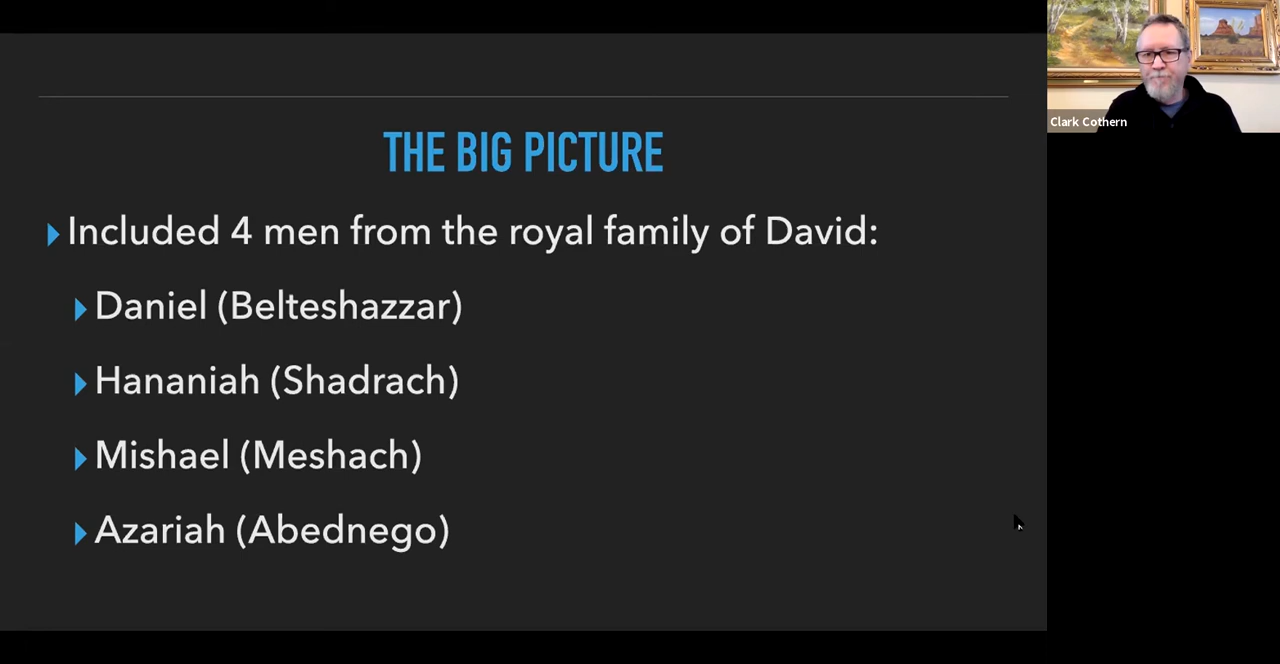 THE BIG PICTURE
Included 4 men from the royal family of David:
Daniel (Belteshazzar)
Hananiah (Shadrach)
Mishael (Meshach)
Azariah (Abednego)
Clark Cothern